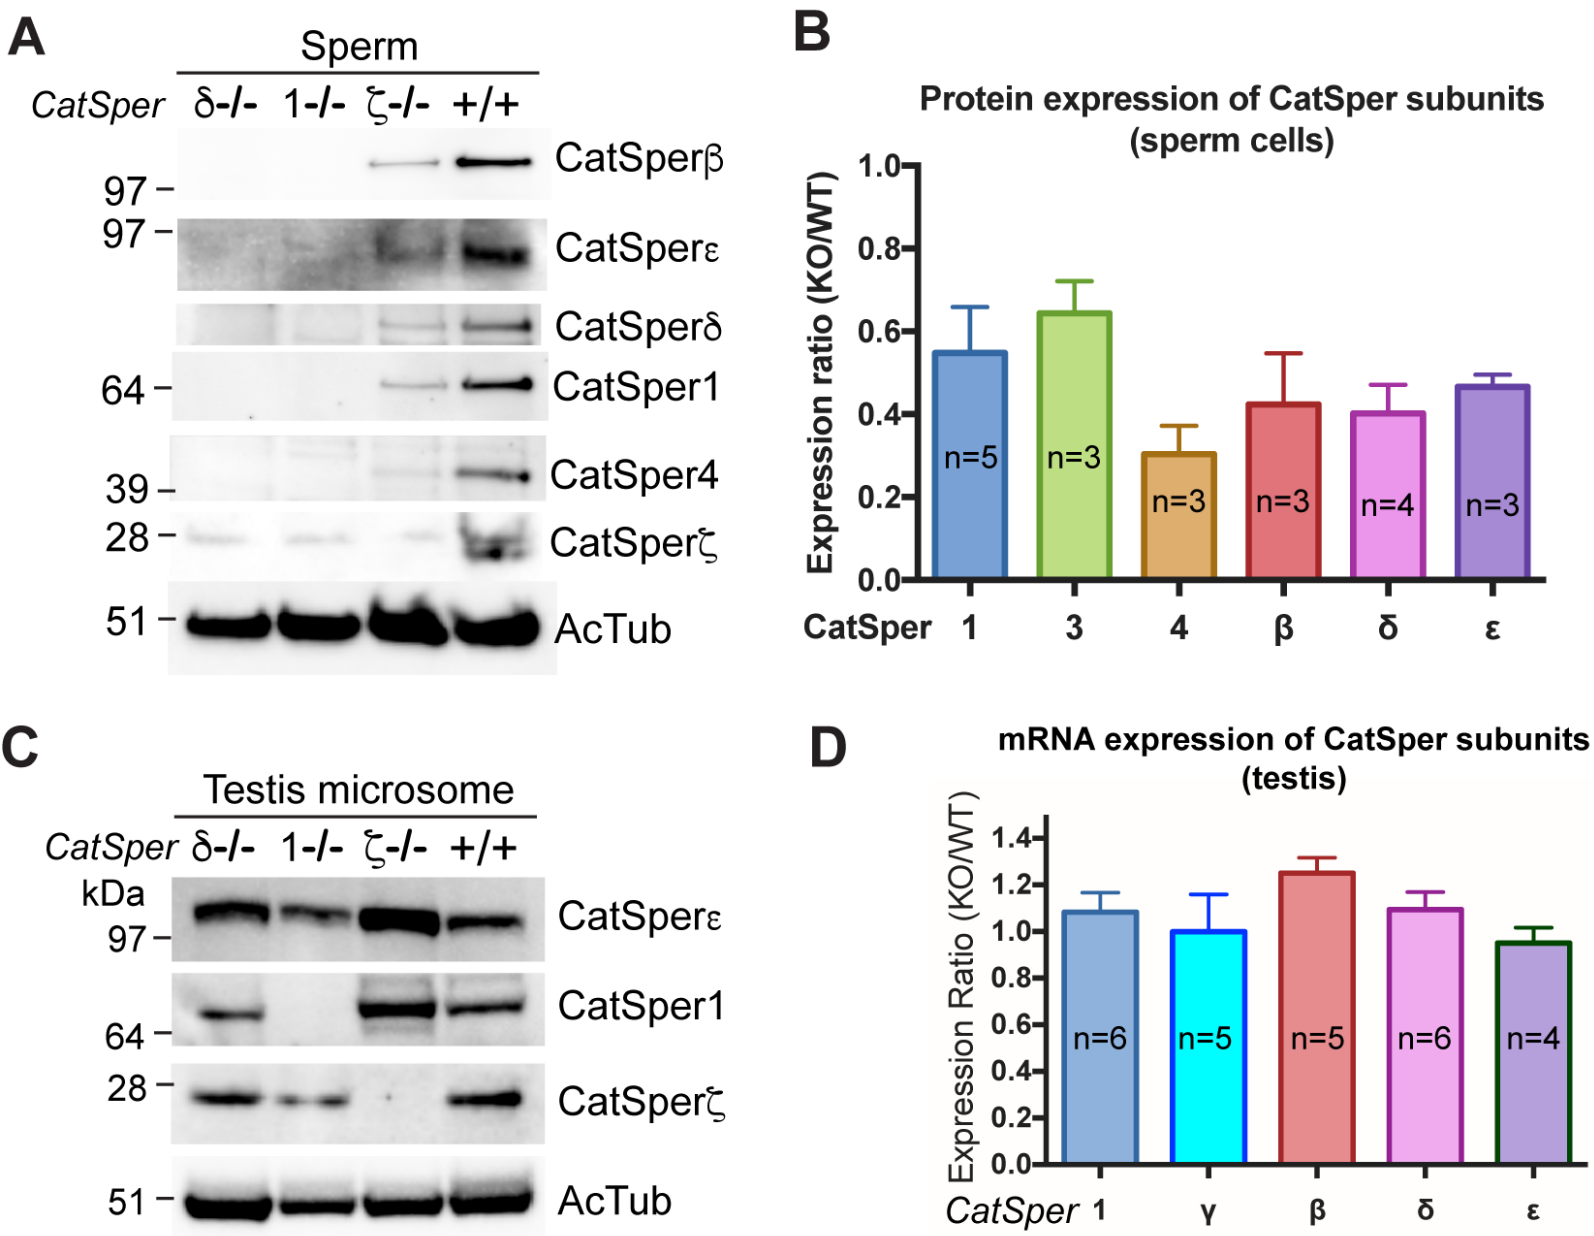 A
Sperm
CatSper δ-/- 1-/- ζ-/- +/+
CatSperβ
97
97
CatSperε
CatSperδ
64
CatSper1
39
CatSper4
28
CatSperζ
51
AcTub
B
Protein expression of CatSper subunits
(sperm cells)
Expression ratio (KO/WT)
1.0
0.8
0.6
0.4
0.2
0.0
n=5
n=3
n=3
n=3
n=4
n=3
CatSper 1 3 4 β δ ε
C
Testis microsome
CatSper δ-/- 1-/- ζ-/- +/+
kDa
97
CatSperε
64
CatSper1
28
CatSperζ
51
AcTub
D
mRNA expression of CatSper subunits
(testis)
Expression Ratio (KO/WT)
1.4
1.2
1.0
0.8
0.6
0.4
0.2
0.0
n=6
n=5
n=5
n=6
n=4
CatSper 1 γ β δ ε